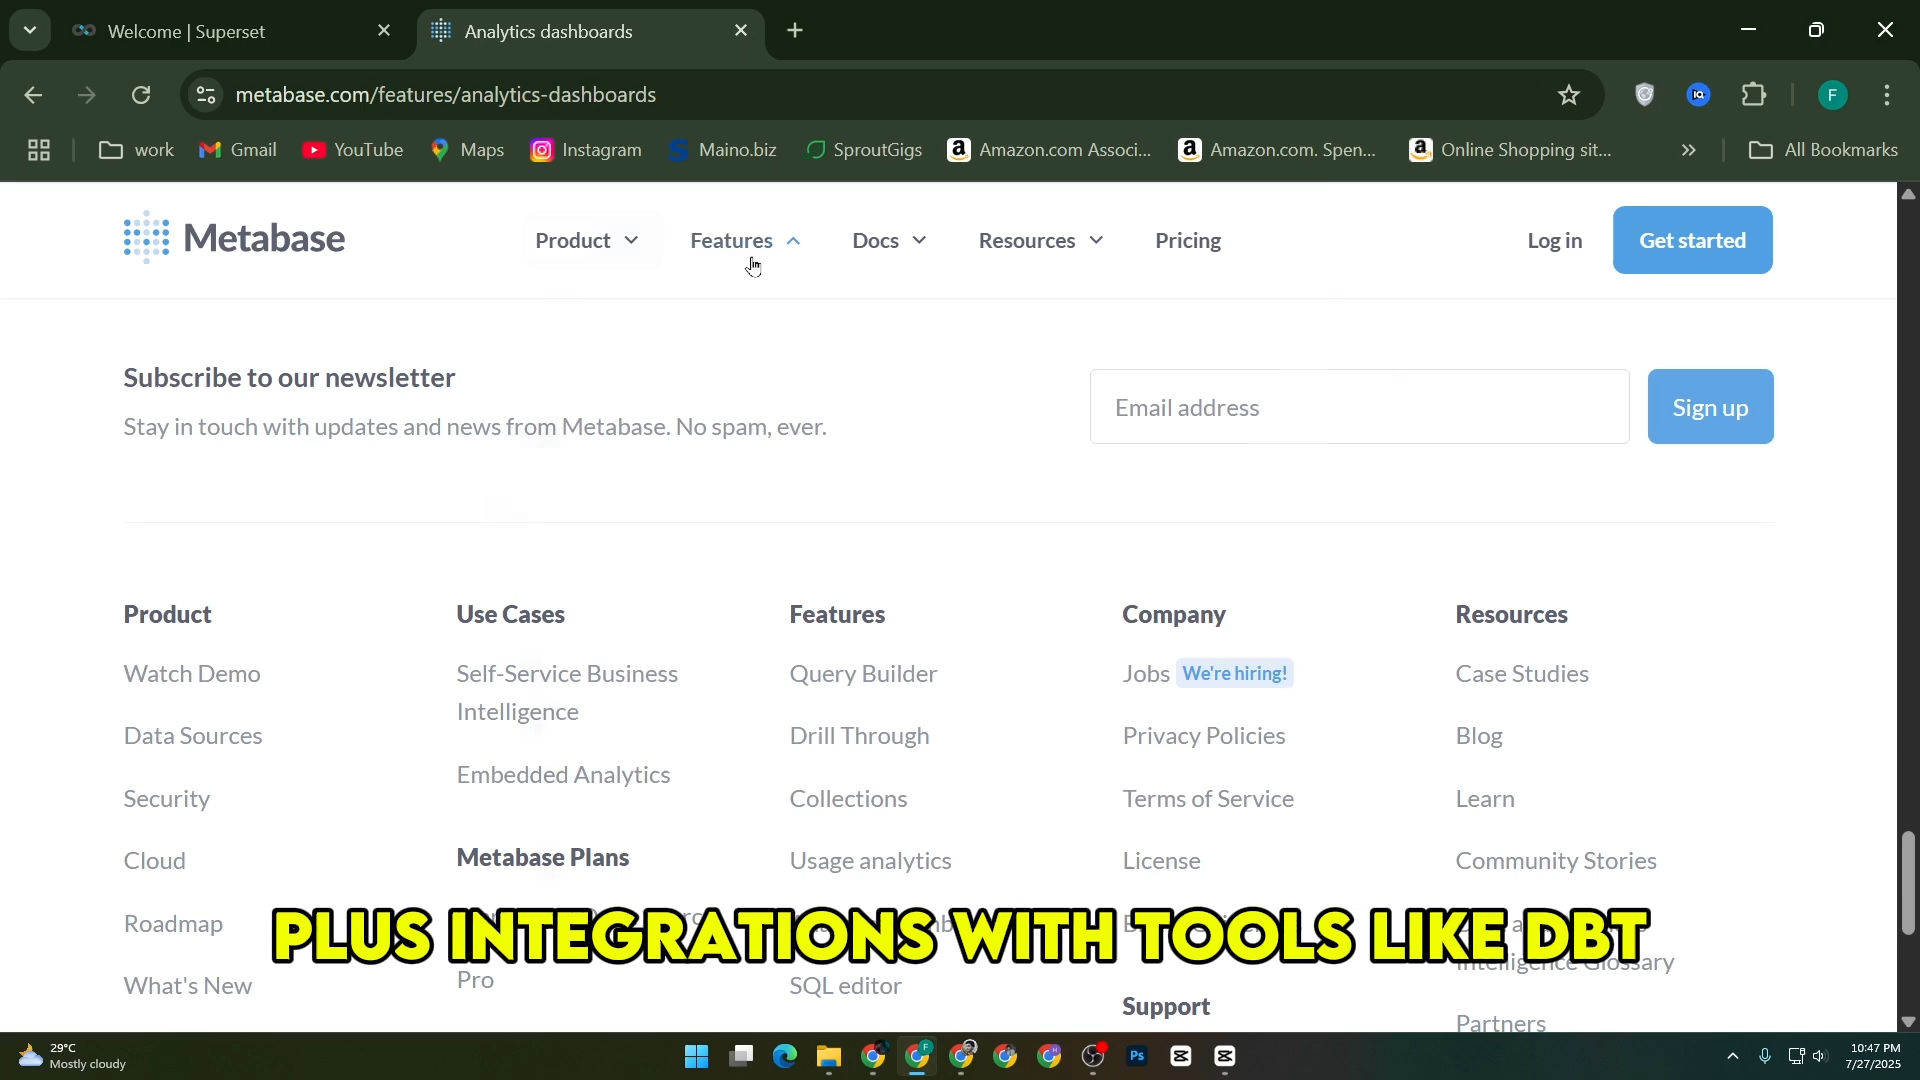 Welcome | Superset
Analytics dashboards
metabase.com/features/analytics-dashboards
F
work
Gmail
YouTube
Maps
Instagram
Maino.biz
SproutGigs
Amazon.com Associ...
Amazon.com. Spen...
Online Shopping sit...
All Bookmarks
Metabase
Product
Features
Docs
Resources
Pricing
Log in
Get started
Subscribe to our newsletter
Stay in touch with updates and news from Metabase. No spam, ever.
Email address
Sign up
Product
Watch Demo
Data Sources
Security
Cloud
Roadmap
What's New
Use Cases
Self-Service Business
Intelligence
Embedded Analytics
Metabase Plans
Pro
Features
Query Builder
Drill Through
Collections
Usage analytics
SQL editor
Company
Jobs We're hiring!
Privacy Policies
Terms of Service
License
Support
Resources
Case Studies
Blog
Learn
Community Stories
Intelligence Glossary
Partners
PLUS INTEGRATIONS WITH TOOLS LIKE DBT
29°C
Mostly cloudy
10:47 PM
7/27/2025